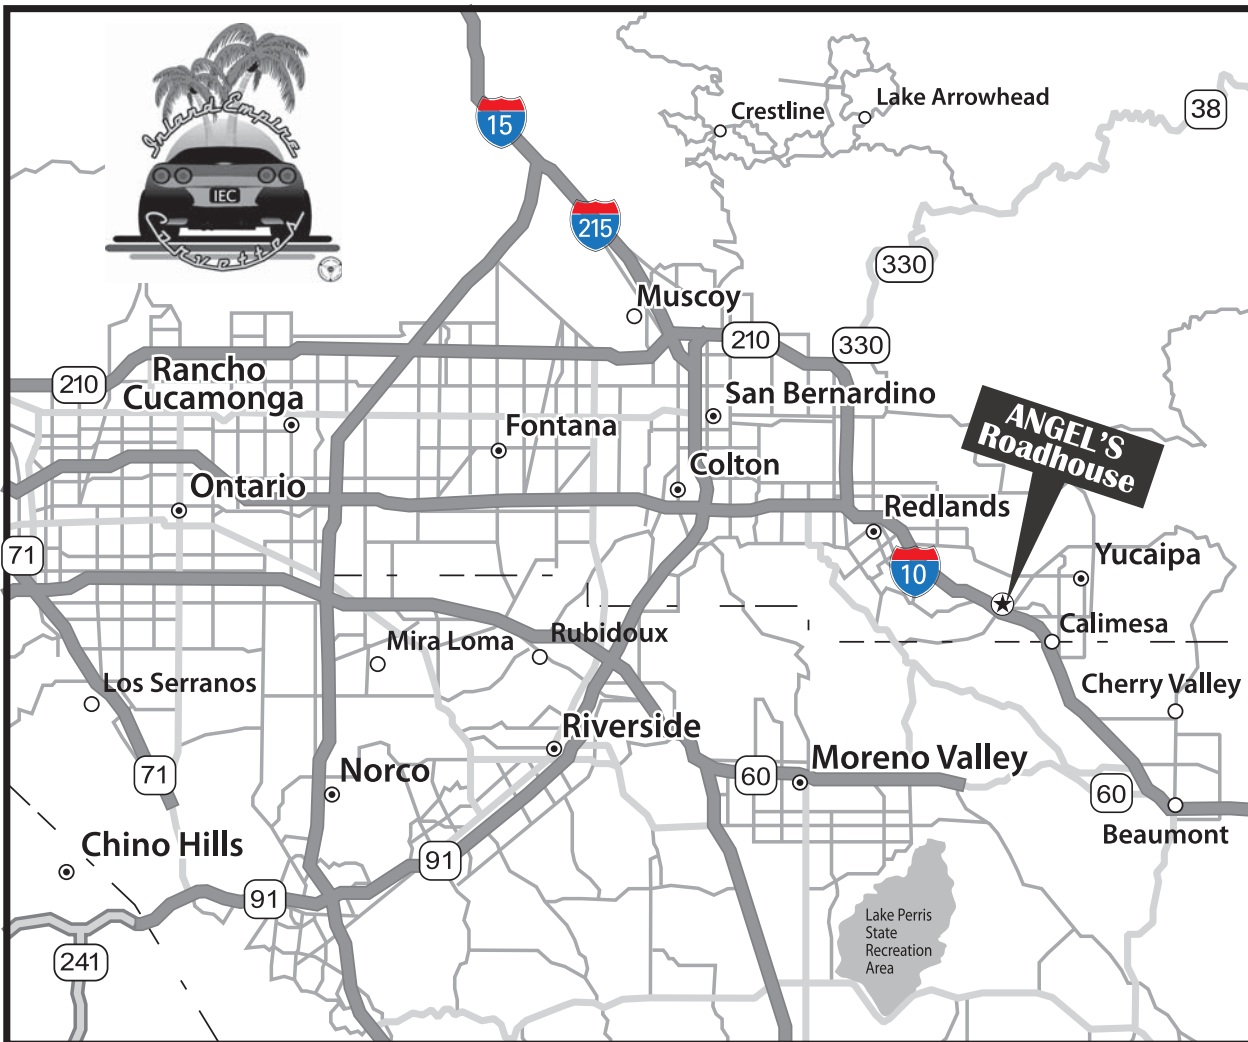 Inland Empire
IEC
Corvettes
15
215
Crestline
Lake Arrowhead
38
330
Muscoy
210
330
210
Rancho
Cucamonga
San Bernardino
Fontana
ANGEL'S
Roadhouse
Colton
Ontario
Redlands
71
10
Yucaipa
Calimesa
Mira Loma
Rubidoux
Los Serranos
Cherry Valley
Riverside
71
Norco
60
Moreno Valley
60
Beaumont
Chino Hills
91
91
Lake Perris
State
Recreation
Area
241